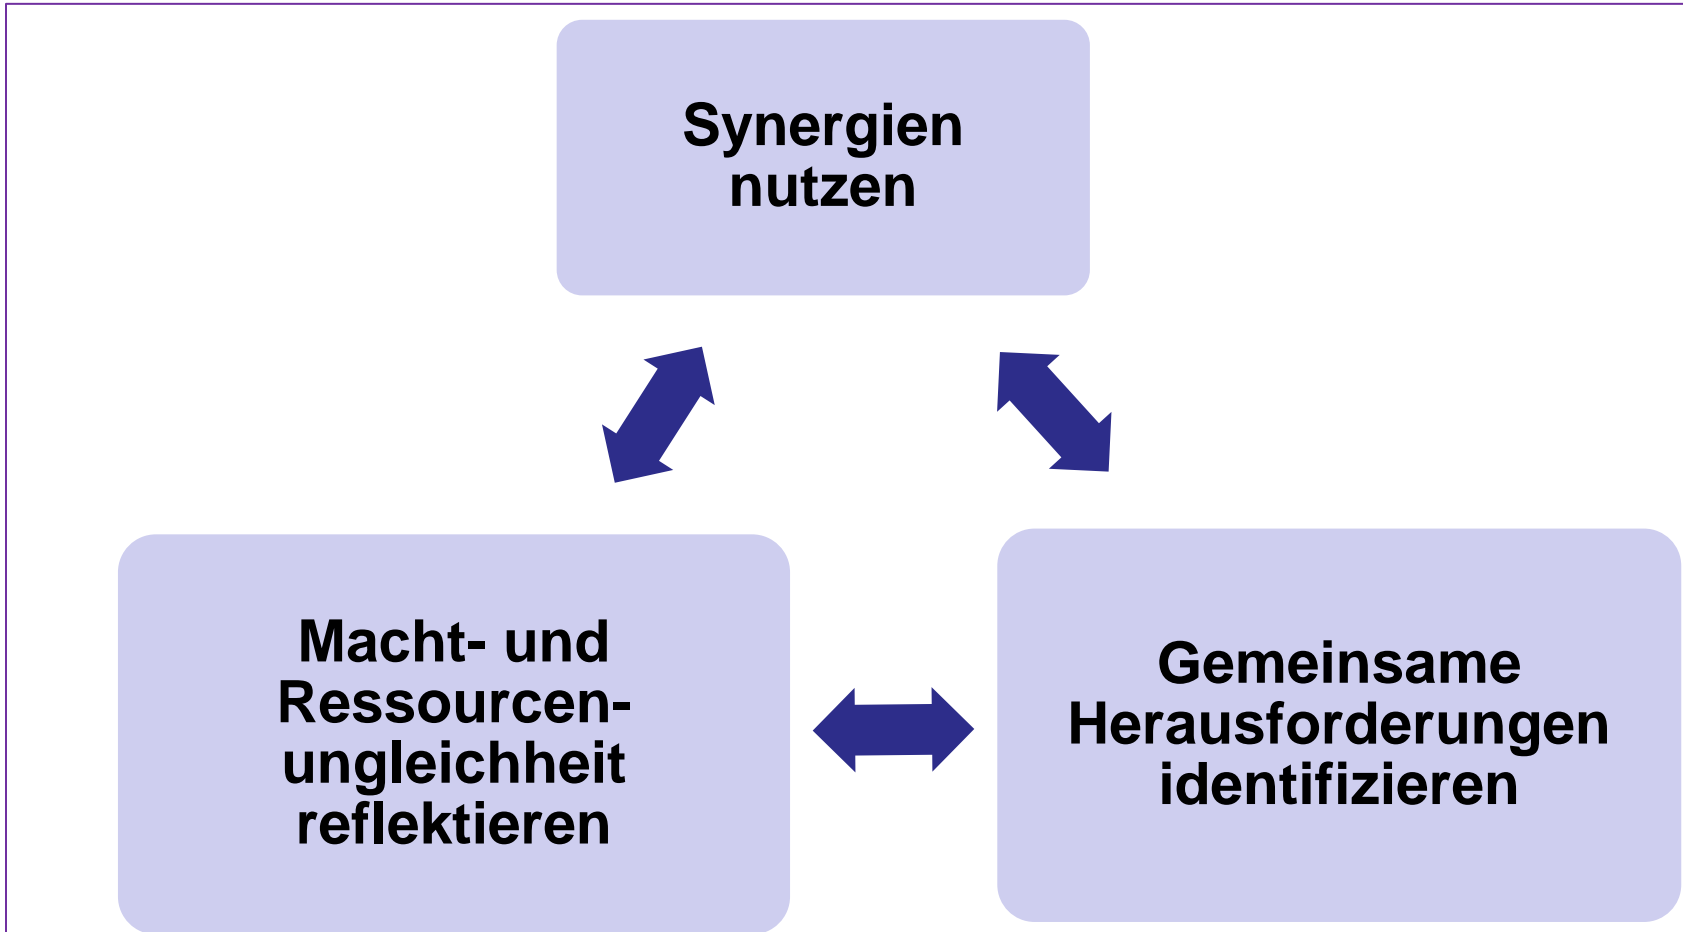 Synergien
nutzen
Macht- und
Ressourcen-
ungleichheit
reflektieren
Gemeinsame
Herausforderungen
identifizieren